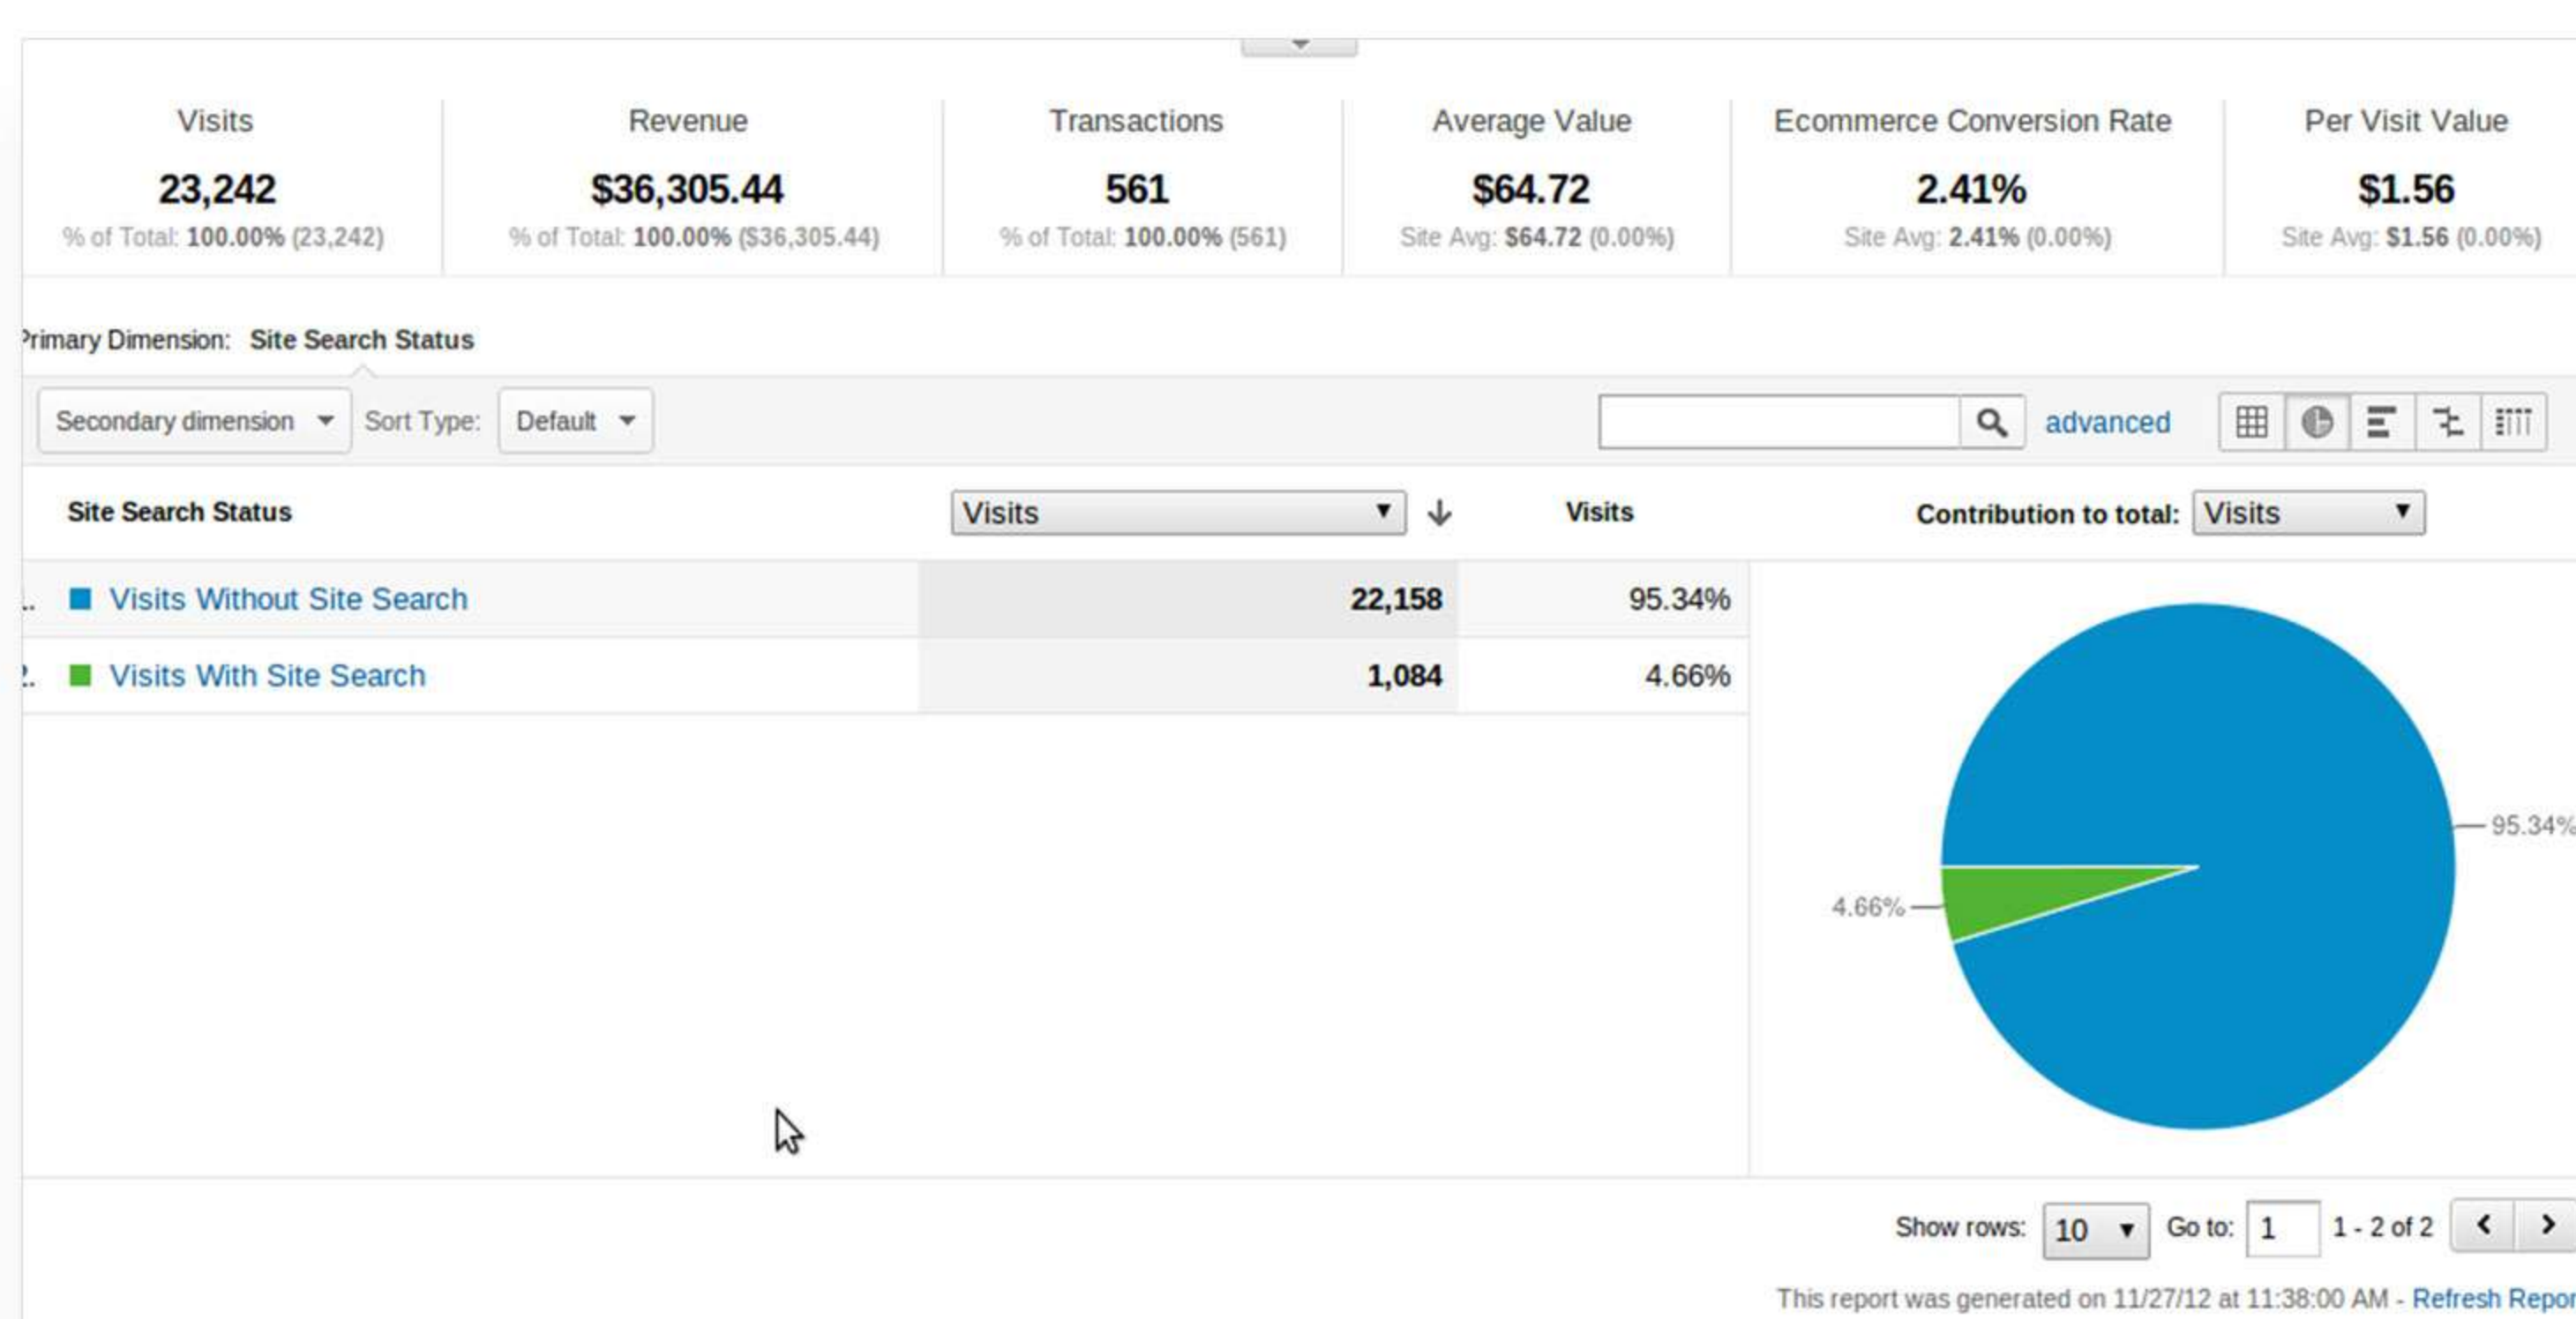 Visits Revenue Transactions Average Value Ecommerce Conversion Rate Per Visit Value
23,242 $36,305.44 561 $64.72 2.41% $1.56
% of Total: 100.00% (23,242) % of Total: 100.00% ($36,305.44) % of Total: 100.00% (561) Site Avg: $64.72 (0.00%) Site Avg: 2.41% (0.00%) Site Avg: $1.56 (0.00%)
Primary Dimension: Site Search Status
Secondary dimension Sort Type: Default advanced
Site Search Status Visits Visits Contribution to total: Visits
Visits Without Site Search 22,158 95.34%
2. Visits With Site Search 1,084 4.66%
95.34%
4.66%
Show rows: 10 Go to: 1 1 - 2 of 2
This report was generated on 11/27/12 at 11:38:00 AM - Refresh Repor